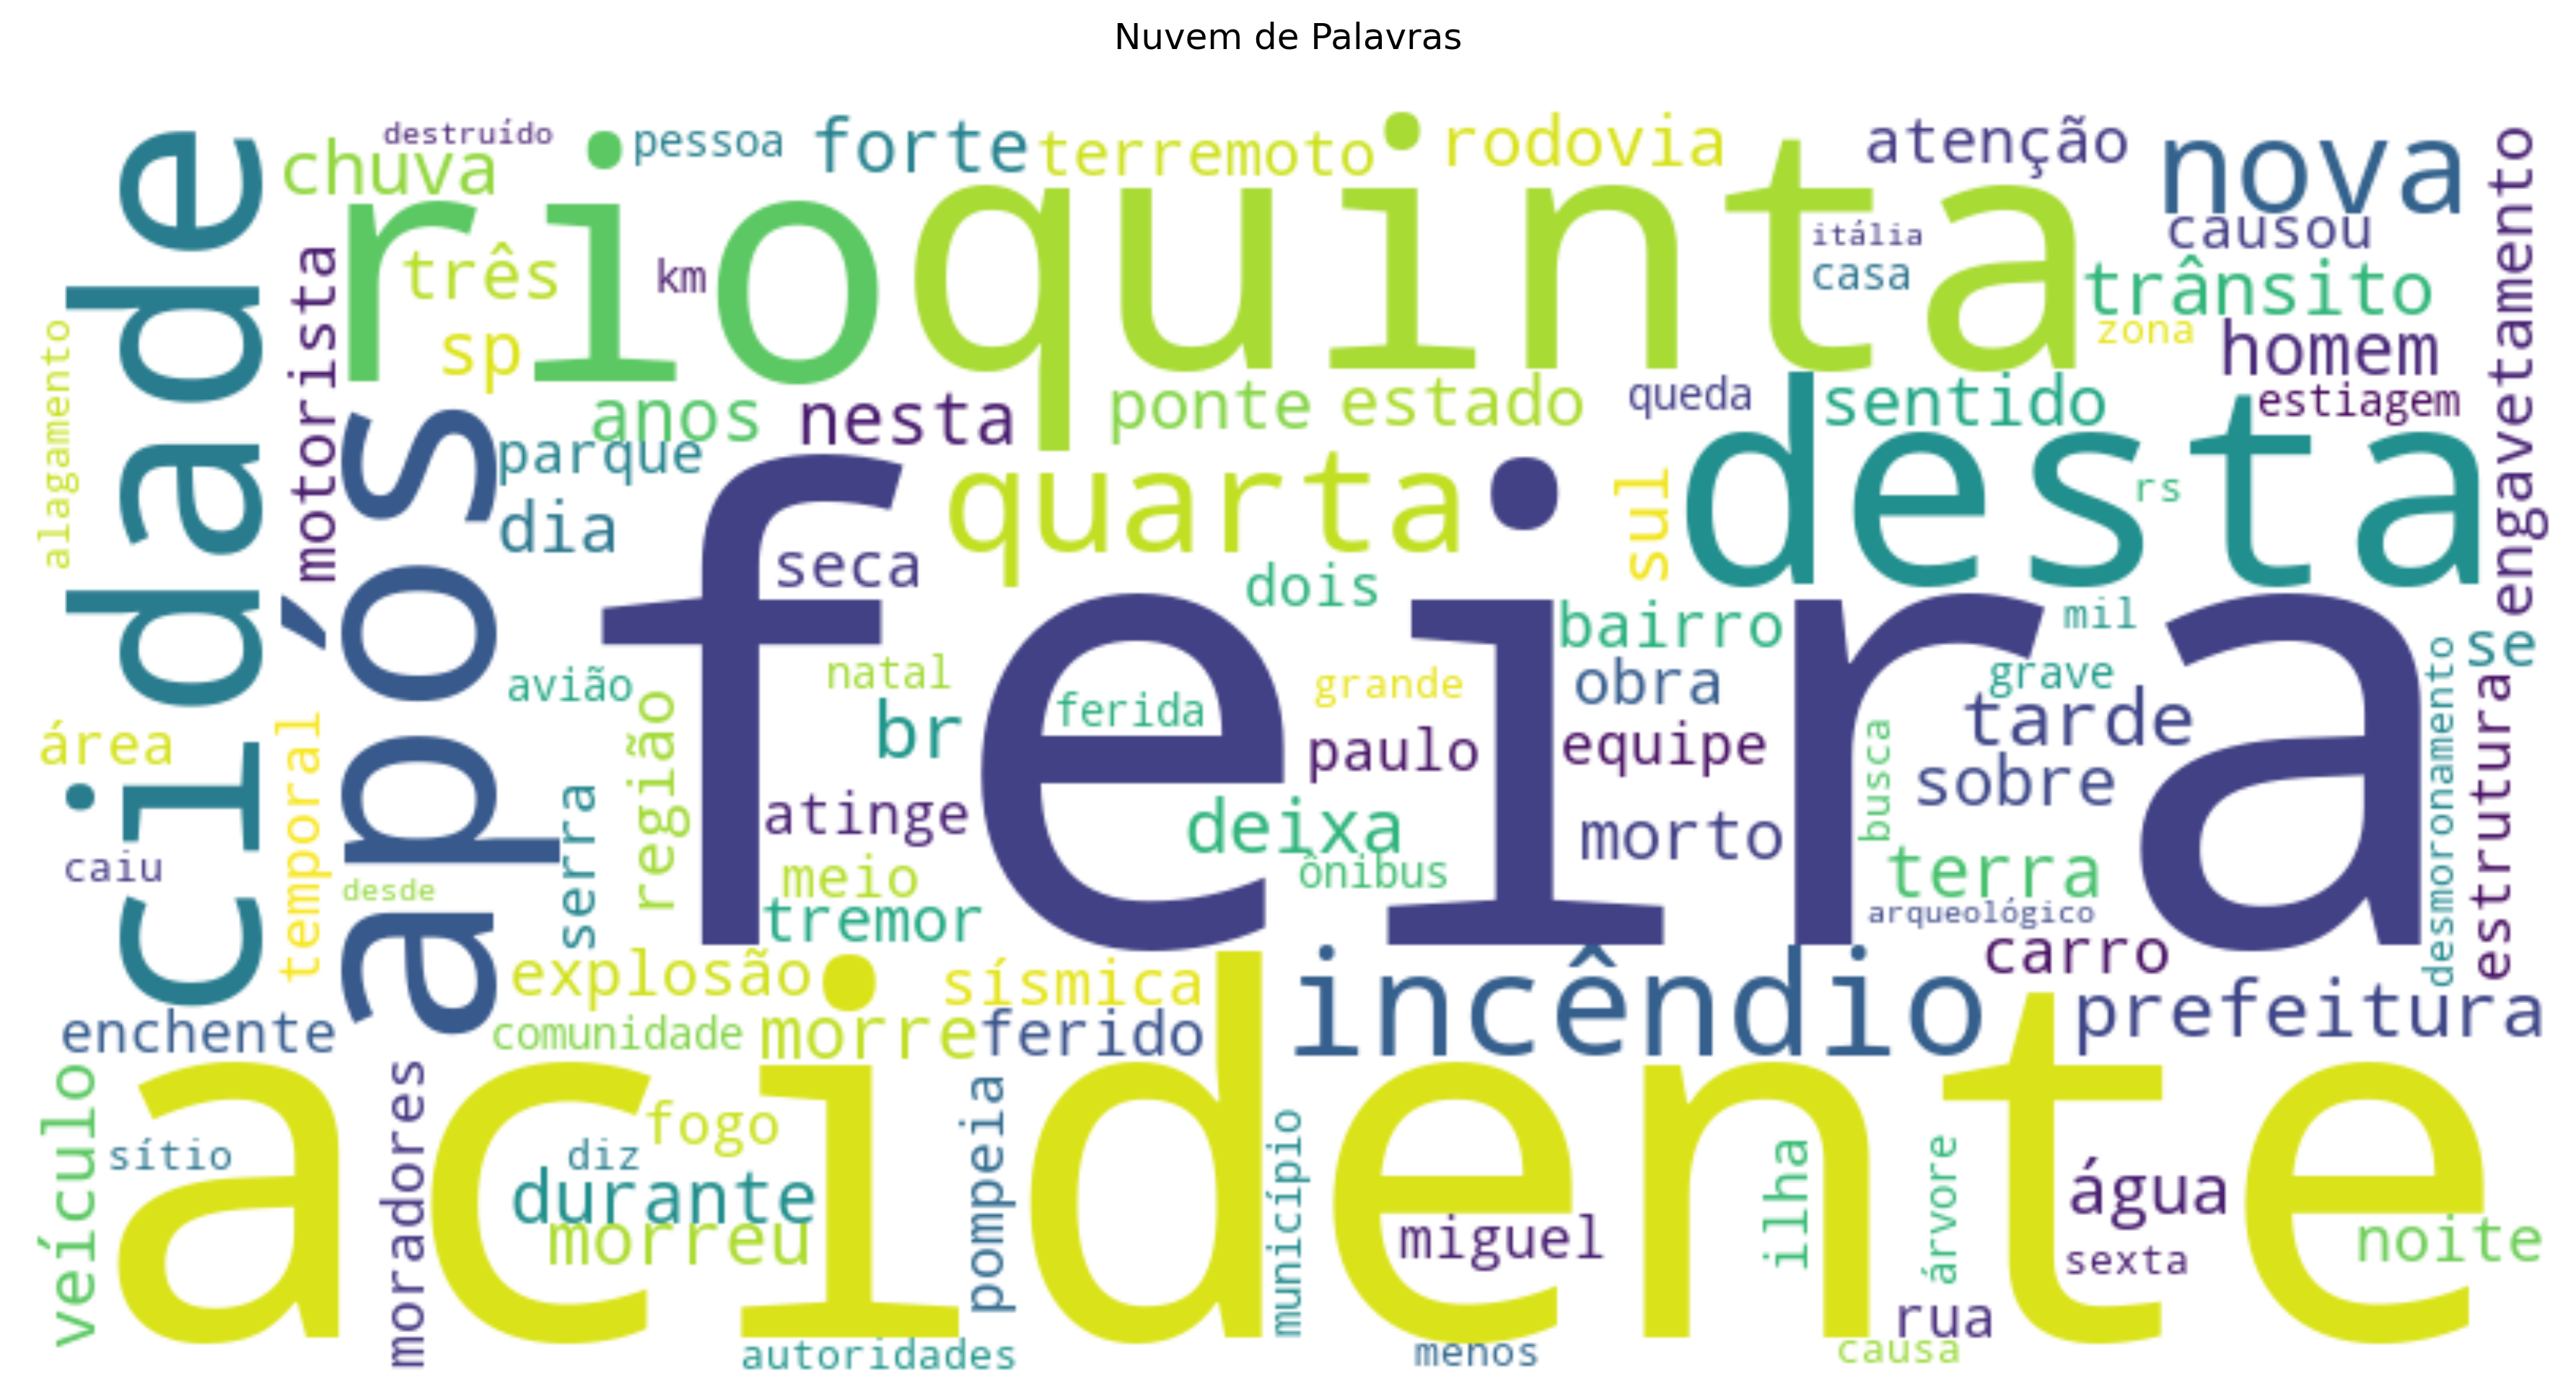 Nuvem de Palavras
destruído
pessoa
forte
terremoto
rodovia
atenção
nova
chuva
rio
quinta
itália
casa
causou
trânsito
zona
homem
estiagem
engavetamento
cidade
alagamento
motorista
três
km
sp
anos
nesta
ponte
estado
queda
sentido
desta
rs
após
parque
dia
quarta
sul
seca
feira
dois
bairro
mil
se
avião
natal
ferida
grande
obra
grave
área
temporal
região
br
paulo
equipe
tarde
busca
sobre
desmoronamento
estrutura
serra
atinge
deixa
morto
caiu
desde
meio
ônibus
terra
tremor
arqueológico
carro
explosão
sísmica
incêndio
prefeitura
enchente
comunidade
morre
ferido
acidente
veículo
moradores
fogo
pompeia
município
sítio
diz
durante
morreu
miguel
ilha
árvore
água
sexta
noite
rua
autoridades
menos
causa